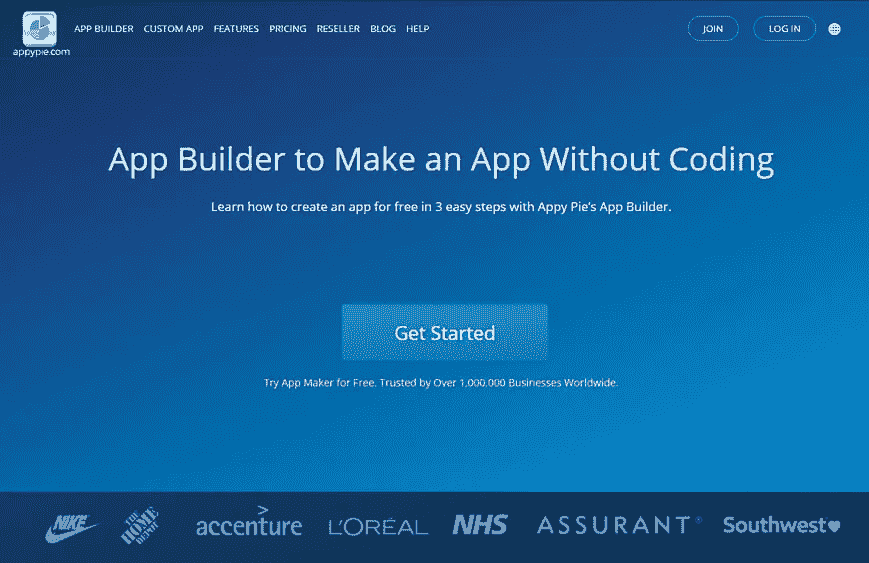 appypie.com
APP BUILDER CUSTOM APP FEATURES PRICING RESELLER BLOG HELP JOIN LOG IN
App Builder to Make an App Without Coding
Learn how to create an app for free in 3 easy steps with Appy Pie's App Builder.
Get Started
Try App Maker for Free. Trusted by Over 1,000,000 Businesses Worldwide.
NIKE THE HOME DEPOT accenture L'ORÉAL NHS ASSURANT Southwest